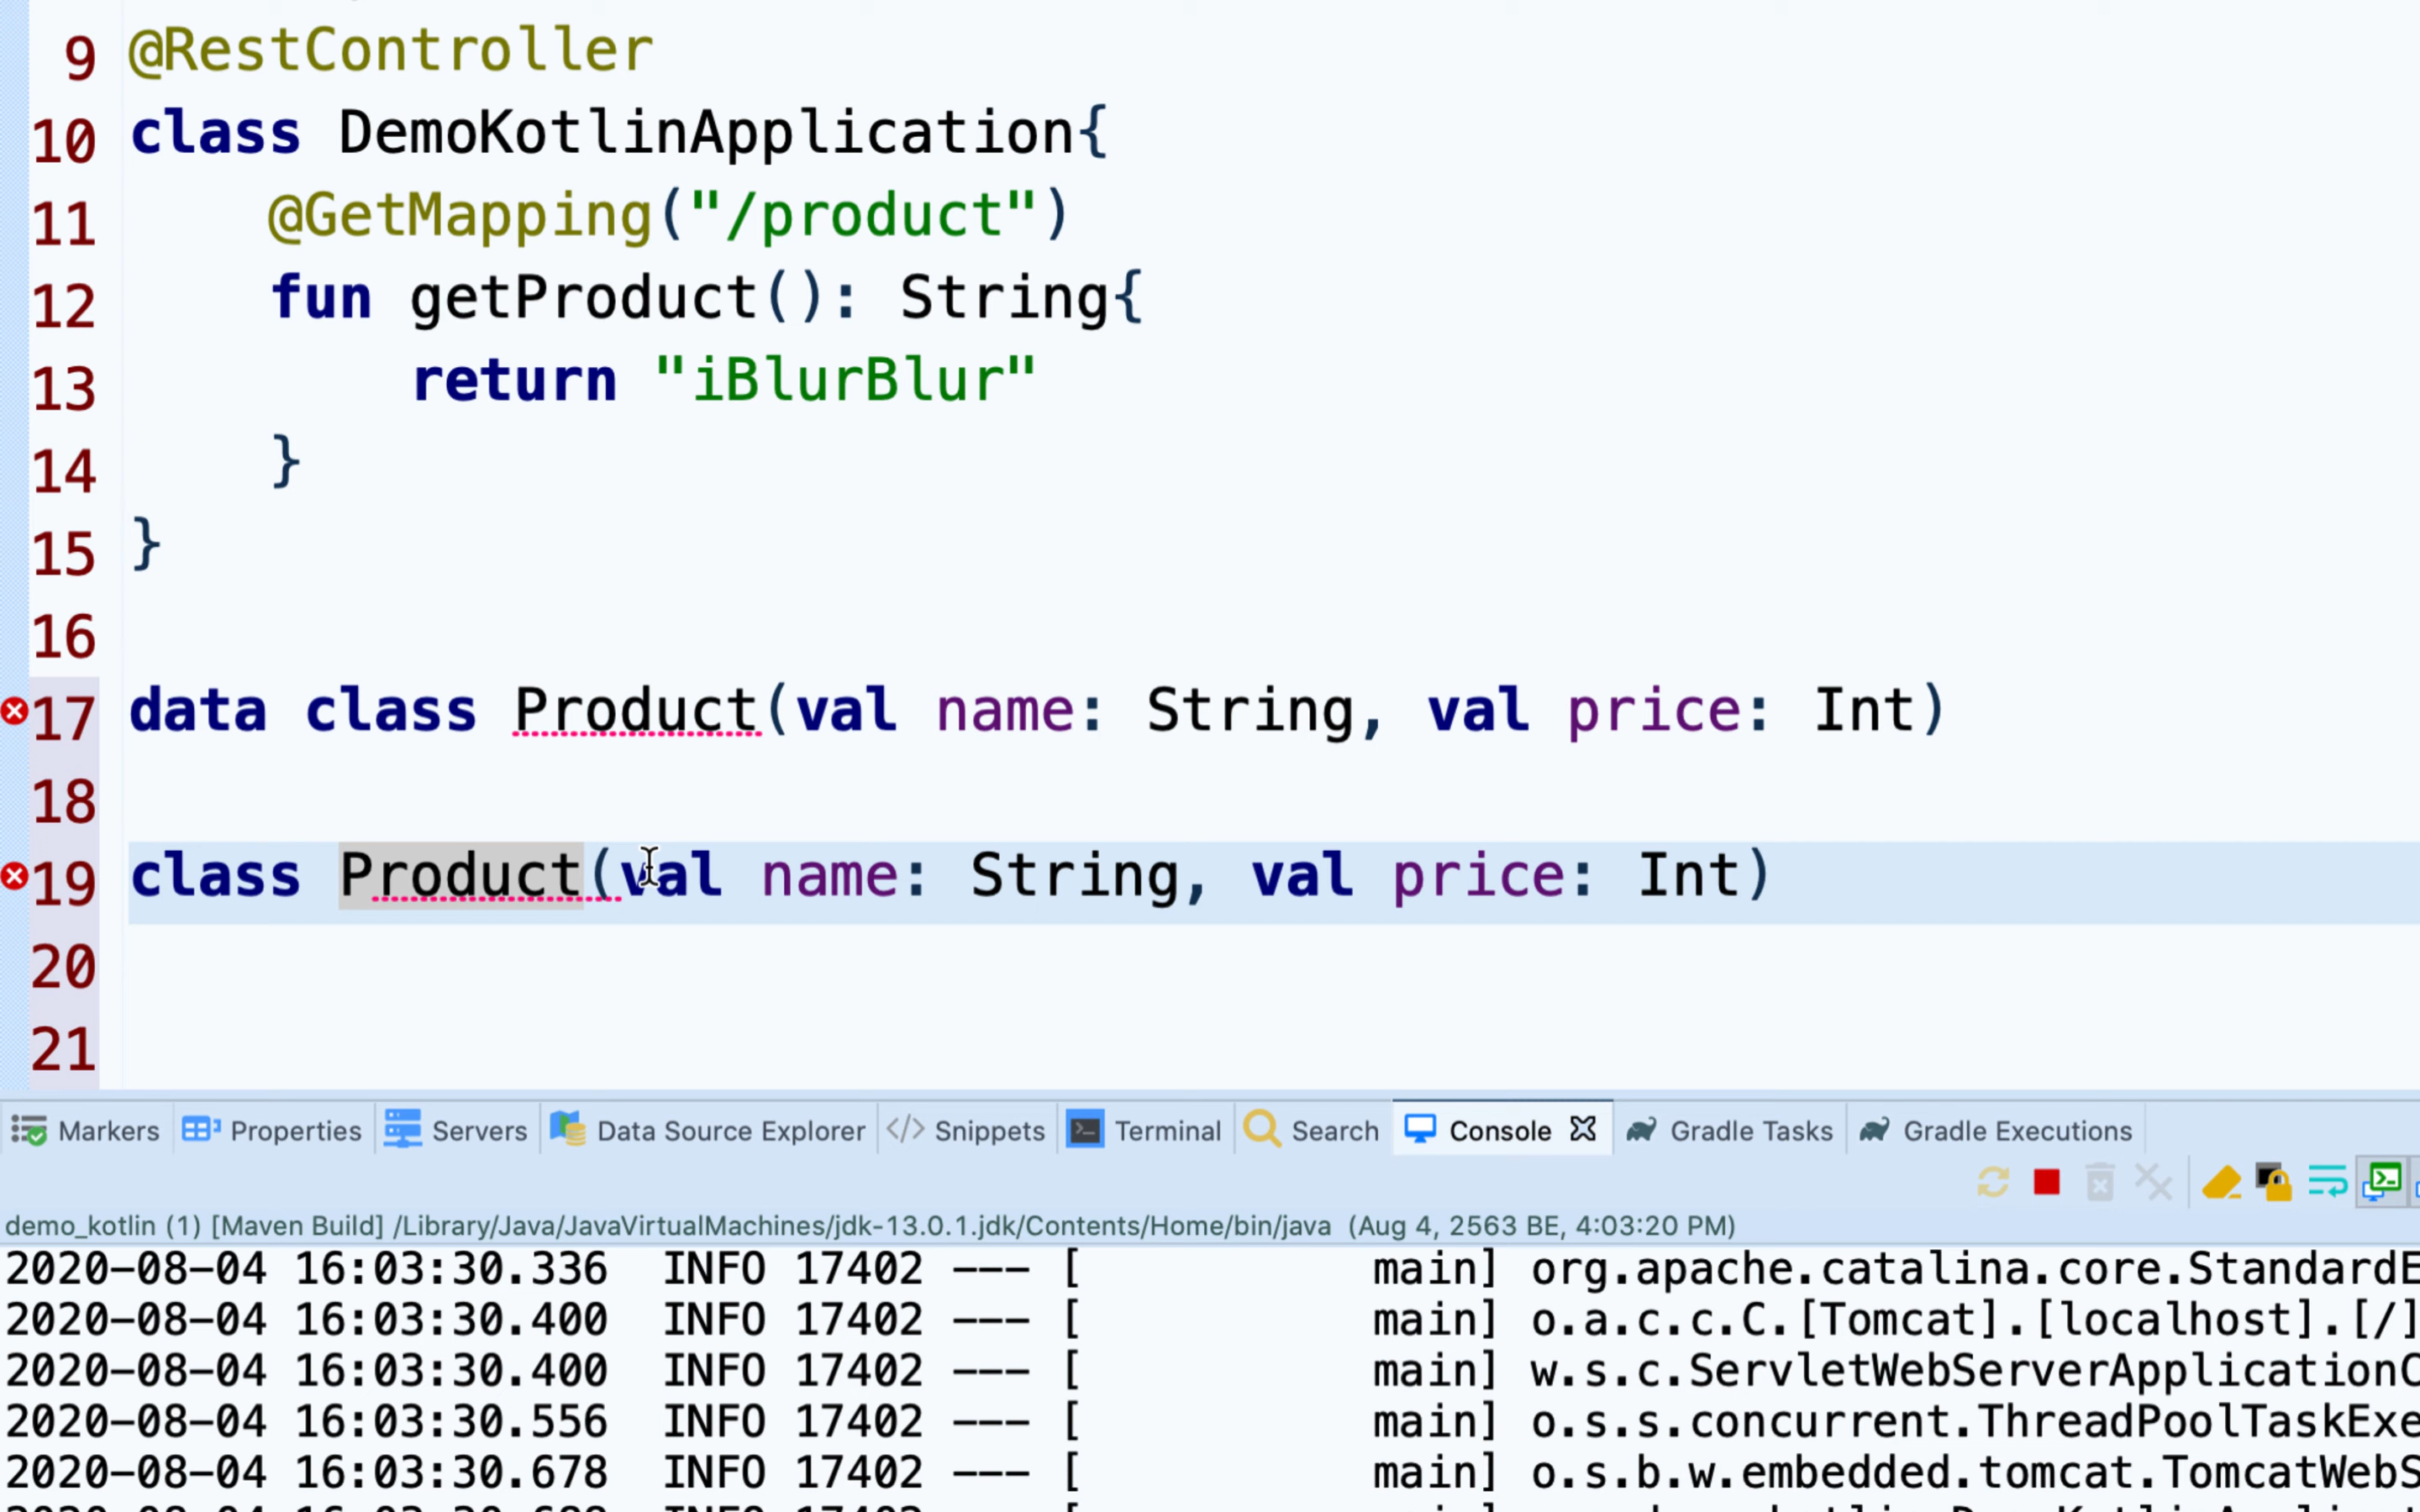 9 @RestController
10 class DemoKotlinApplication{
11 @GetMapping("/product")
12 fun getProduct(): String{
13 return "iBlurBlur"
14 }
15 }
16
17 data class Product(val name: String, val price: Int)
18
19 class Product(val name: String, val price: Int)
20
21
Markers Properties Servers Data Source Explorer Snippets Terminal Search Console Gradle Tasks Gradle Executions
demo_kotlin (1) [Maven Build] /Library/Java/JavaVirtualMachines/jdk-13.0.1.jdk/Contents/Home/bin/java (Aug 4, 2563 BE, 4:03:20 PM)
2020-08-04 16:03:30.336 INFO 17402 --- [ main] org.apache.catalina.core.StandardE
2020-08-04 16:03:30.400 INFO 17402 --- [ main] o.a.c.c.C.[Tomcat].[localhost].[/]
2020-08-04 16:03:30.400 INFO 17402 --- [ main] w.s.c.ServletWebServerApplicationC
2020-08-04 16:03:30.556 INFO 17402 --- [ main] o.s.s.concurrent.ThreadPoolTaskExe
2020-08-04 16:03:30.678 INFO 17402 --- [ main] o.s.b.w.embedded.tomcat.TomcatWebS